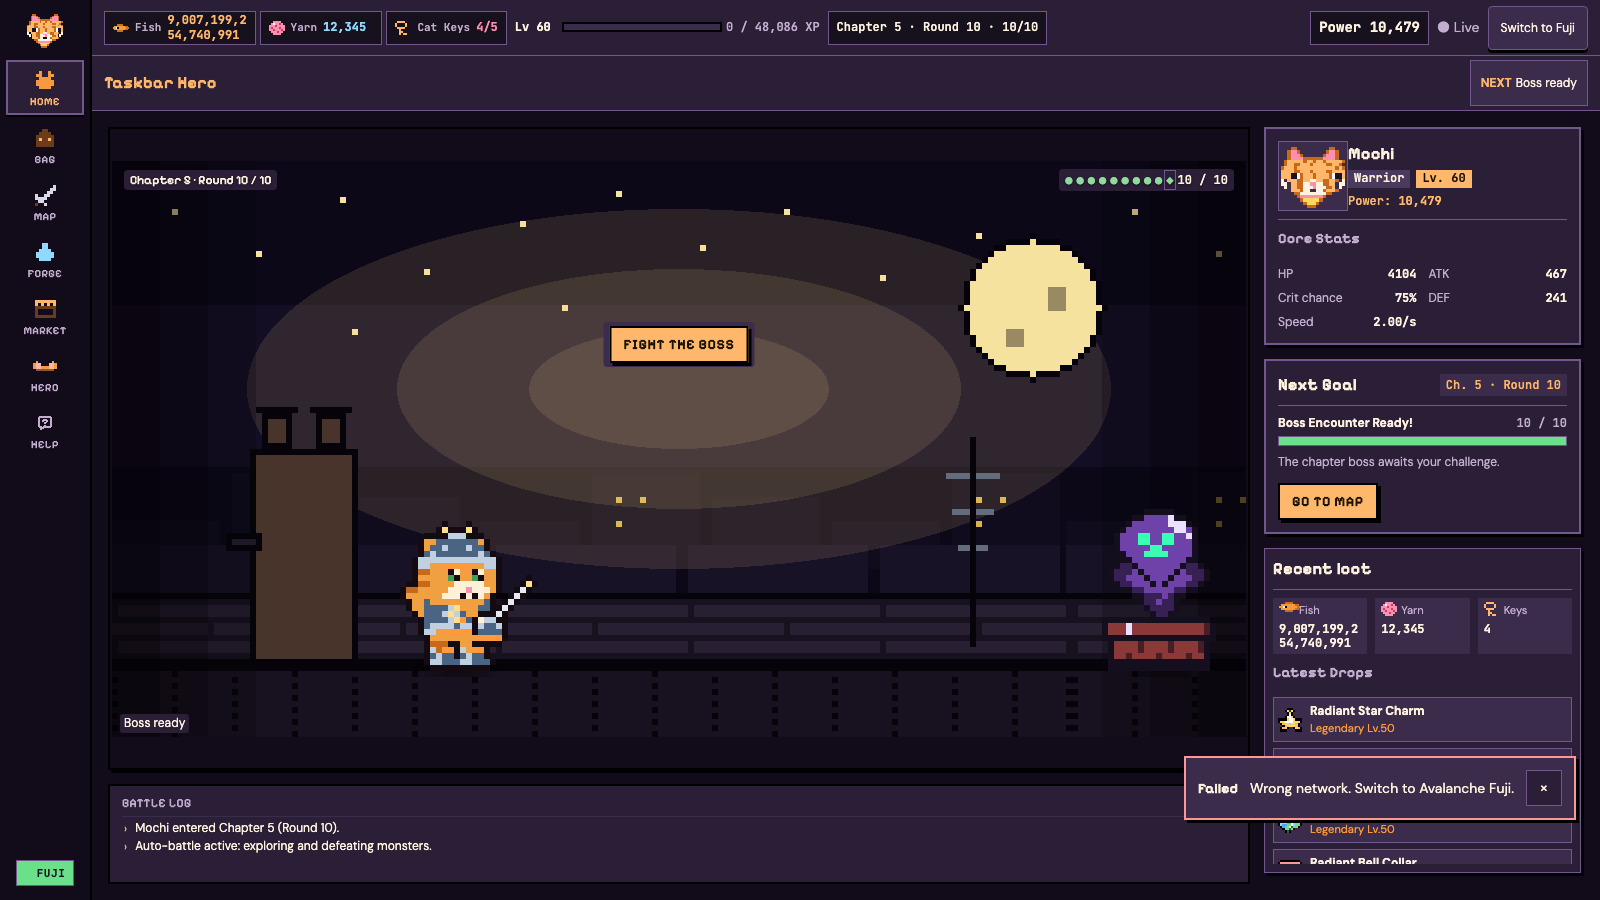 Fish 9,007,199,2
54,740,991
Yarn 12,345
Cat Keys 4/5
Lv 60
0 / 48,086 XP
Chapter 5 · Round 10 · 10/10
Power 10,479
Live
Switch to Fuji
HOME
BAG
MAP
FORGE
MARKET
HERO
HELP
FUJI
Taskbar Hero
NEXT Boss ready
Chapter 5 · Round 10 / 10
10 / 10
FIGHT THE BOSS
Boss ready
BATTLE LOG
› Mochi entered Chapter 5 (Round 10).
› Auto-battle active: exploring and defeating monsters.
Mochi
Warrior Lv. 60
Power: 10,479
Core Stats
HP 4104 ATK 467
Crit chance 75% DEF 241
Speed 2.00/s
Next Goal
Ch. 5 · Round 10
Boss Encounter Ready! 10 / 10
The chapter boss awaits your challenge.
GO TO MAP
Recent loot
Fish Yarn Keys
9,007,199,2 12,345 4
54,740,991
Latest Drops
Radiant Star Charm
Legendary Lv.50
Failed Wrong network. Switch to Avalanche Fuji. ×
Legendary Lv.50
Radiant Bell Collar